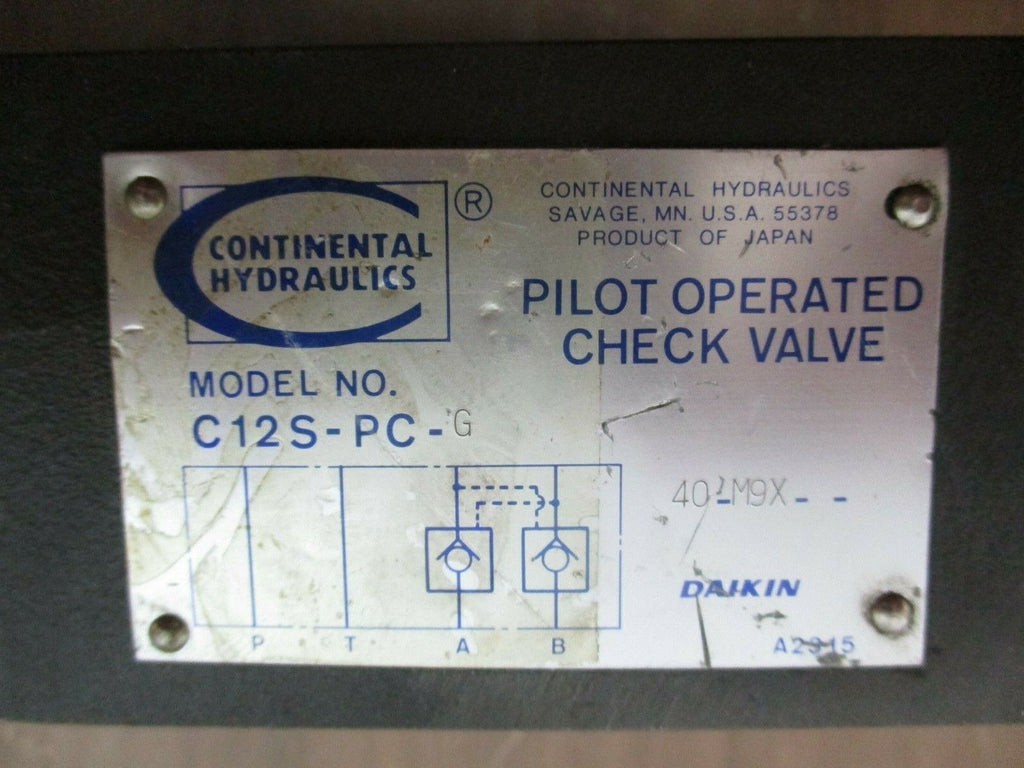 CONTINENTAL
HYDRAULICS
®
CONTINENTAL HYDRAULICS
SAVAGE, MN. U.S.A. 55378
PRODUCT OF JAPAN
PILOT OPERATED
CHECK VALVE
MODEL NO.
C12S-PC-G
40-M9X--
DAIKIN
P T A B
A2915